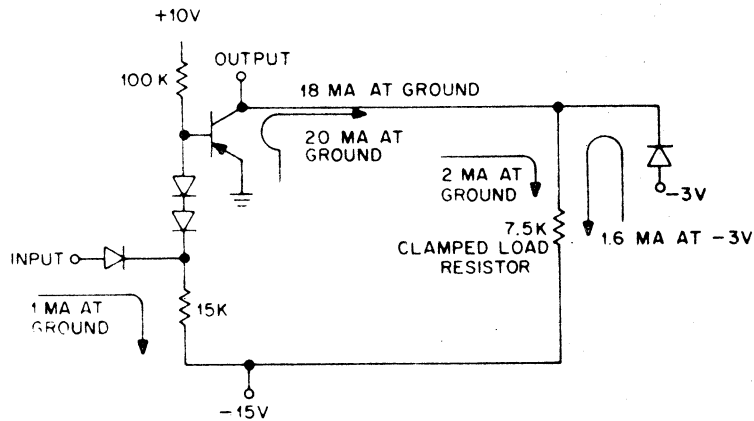 +10V
OUTPUT
100K
18 MA AT GROUND
20 MA AT
GROUND
2 MA AT
GROUND
-3V
7.5K
CLAMPED LOAD
RESISTOR
1.6 MA AT -3V
INPUT
1 MA AT
GROUND
15K
-15V